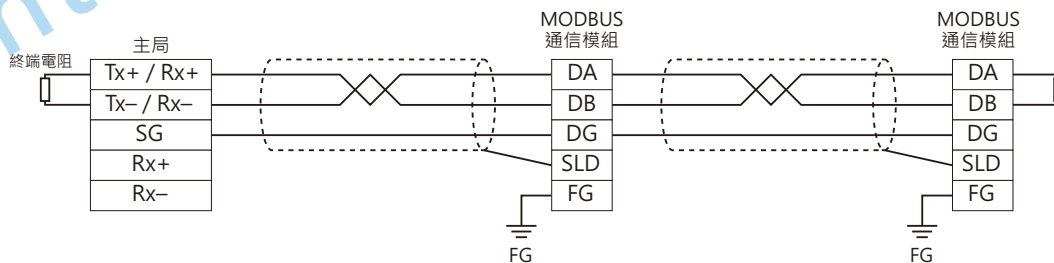 MODBUS
通信模組
MODBUS
通信模組
主局
終端電阻
Tx+ / Rx+
Tx– / Rx–
SG
Rx+
Rx–
DA
DB
DG
SLD
FG
FG
DA
DB
DG
SLD
FG
FG